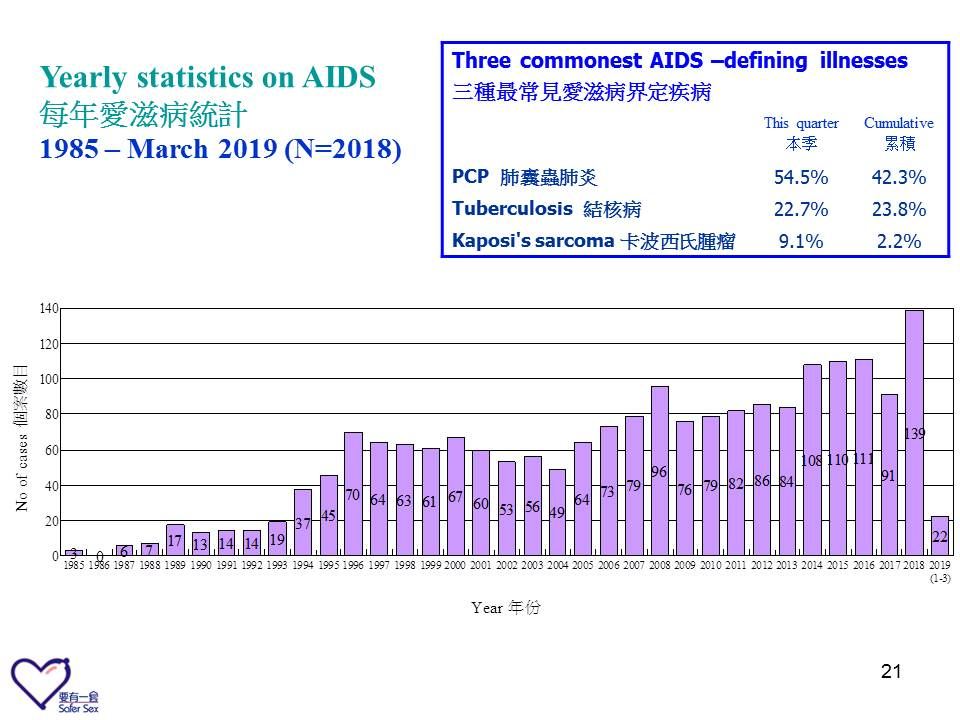 Yearly statistics on AIDS
每年愛滋病統計
1985 – March 2019 (N=2018)
Three commonest AIDS –defining illnesses
三種最常見愛滋病界定疾病
This quarter Cumulative
本季 累積
PCP 肺囊蟲肺炎 54.5% 42.3%
Tuberculosis 結核病 22.7% 23.8%
Kaposi's sarcoma 卡波西氏腫瘤 9.1% 2.2%
No of cases 個案數目
140
120
100
80
60
40
20
0
3 0 6 7 17 13 14 14 19 37 45 70 64 63 61 67 60 53 56 49 64 73 79 96 76 79 82 86 84 108 110 111 91 139 22
1985 1986 1987 1988 1989 1990 1991 1992 1993 1994 1995 1996 1997 1998 1999 2000 2001 2002 2003 2004 2005 2006 2007 2008 2009 2010 2011 2012 2013 2014 2015 2016 2017 2018 2019
(1-3)
Year 年份
要有一套
Safer Sex
21